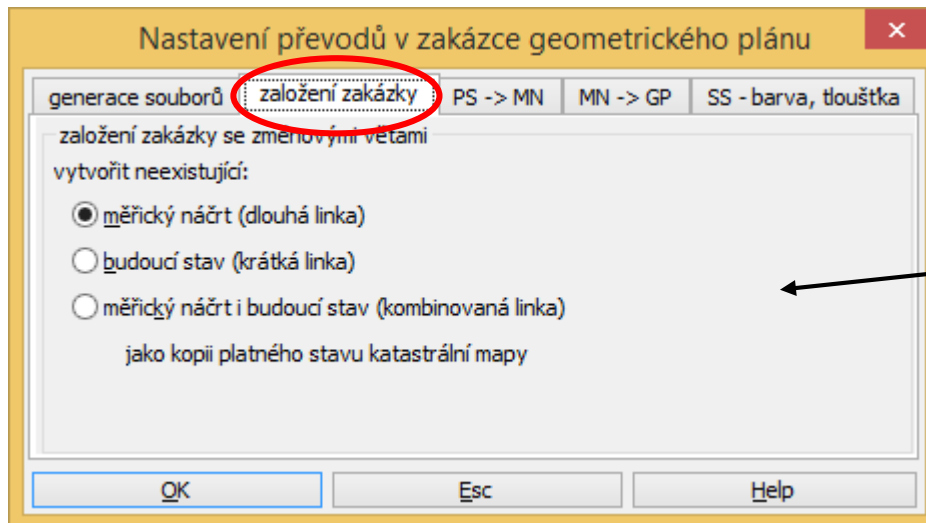 Nastavení převodů v zakázce geometrického plánu
generace souborů založení zakázky PS -> MN MN -> GP SS - barva, tloušťka
založení zakázky se změnovými větami
vytvořit neexistující:
měřický náčrt (dlouhá linka)
budoucí stav (krátká linka)
měřický náčrt i budoucí stav (kombinovaná linka)
jako kopii platného stavu katastrální mapy
OK Esc Help